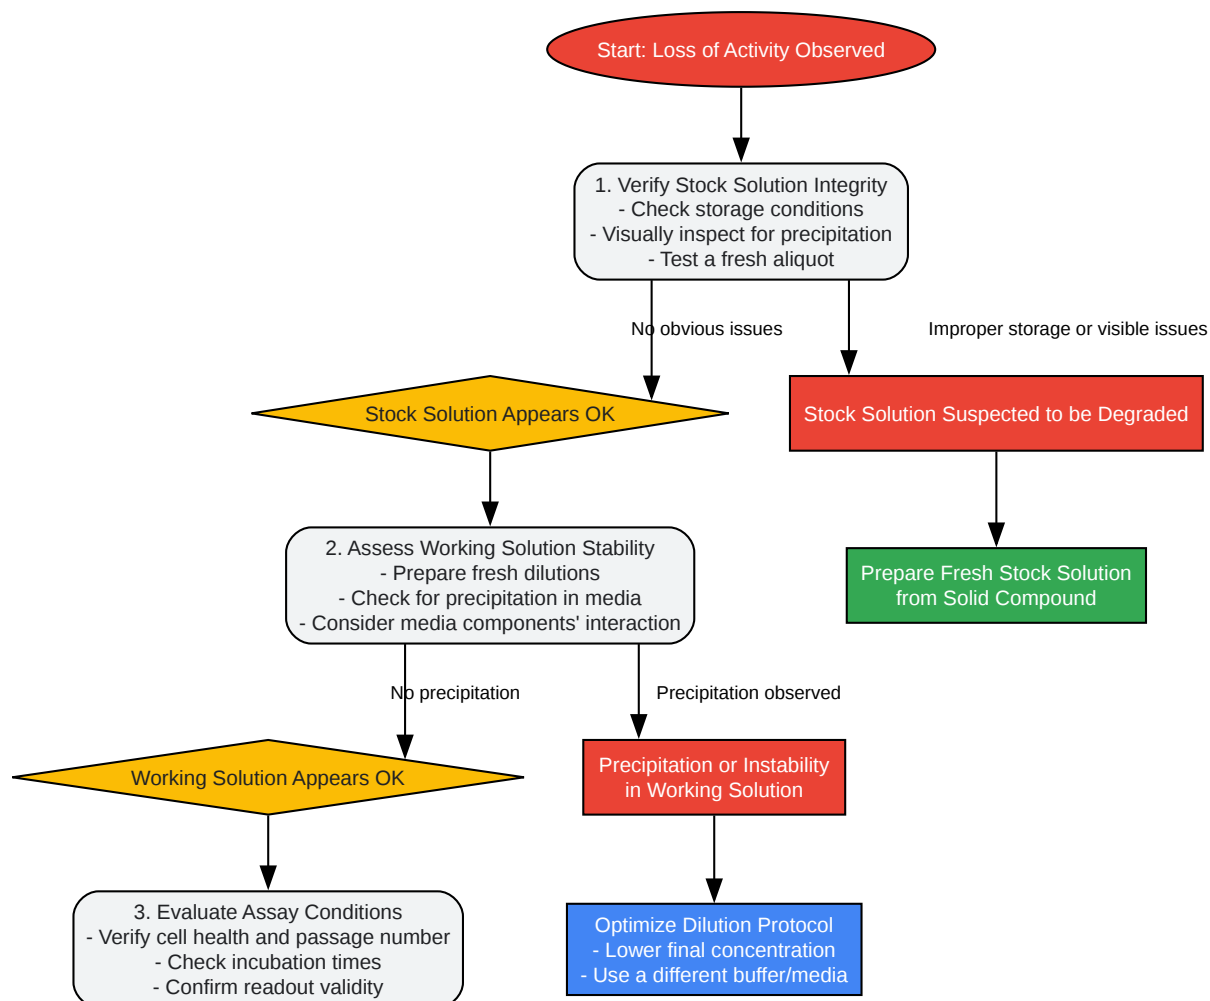 Start: Loss of Activity Observed
1. Verify Stock Solution Integrity
- Check storage conditions
- Visually inspect for precipitation
- Test a fresh aliquot
No obvious issues
Improper storage or visible issues
Stock Solution Appears OK
Stock Solution Suspected to be Degraded
2. Assess Working Solution Stability
- Prepare fresh dilutions
- Check for precipitation in media
- Consider media components' interaction
Prepare Fresh Stock Solution
from Solid Compound
No precipitation
Precipitation observed
Working Solution Appears OK
Precipitation or Instability
in Working Solution
3. Evaluate Assay Conditions
- Verify cell health and passage number
- Check incubation times
- Confirm readout validity
Optimize Dilution Protocol
- Lower final concentration
- Use a different buffer/media